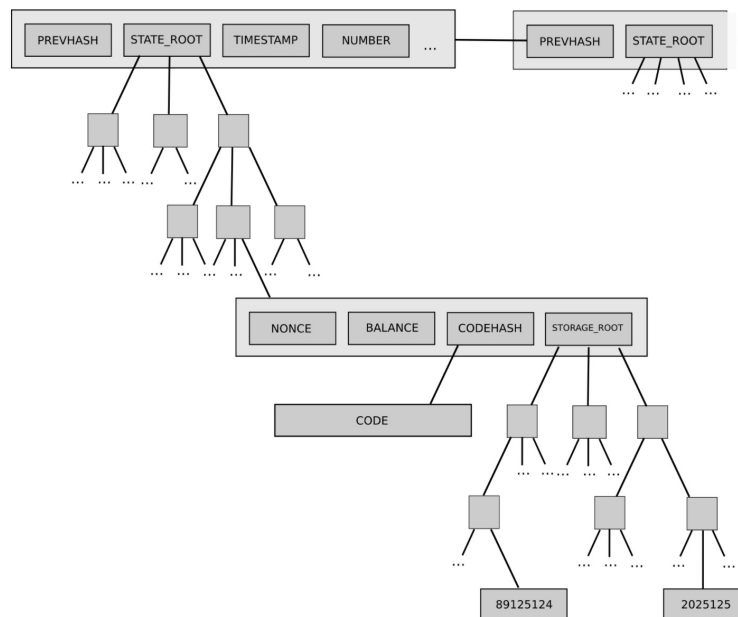 PREVHASH STATE_ROOT TIMESTAMP NUMBER ... PREVHASH STATE_ROOT
... ... ... ...
... ... ... ... ...
... ... ... ... ... ...
NONCE BALANCE CODEHASH STORAGE_ROOT
CODE
... ... ... ... ...
... ... ... ... ... ...
89125124 2025125